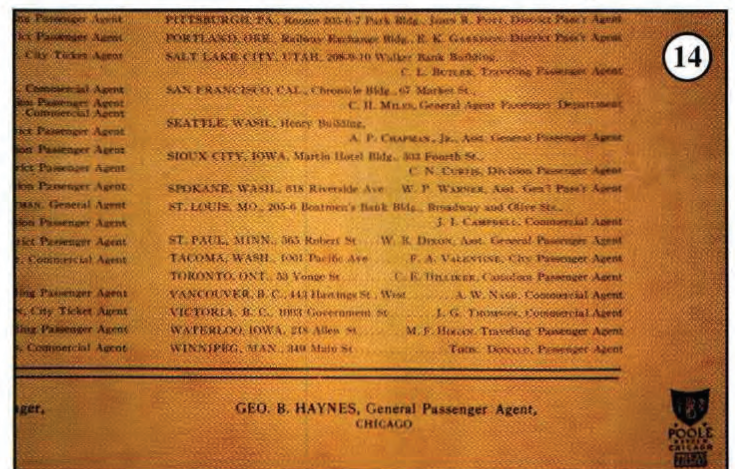 ing Passenger Agent PITTSBURGH, PA., Rooms 205-6-7 Park Bldg., John R. Pott, District Pass'r Agent
ict Passenger Agent PORTLAND, ORE., Railway Exchange Bldg., E. K. Garrison, District Pass'r Agent
, City Ticket Agent SALT LAKE CITY, UTAH, 208-9-10 Walker Bank Building,
C. L. BUTLER, Traveling Passenger Agent
, Commercial Agent SAN FRANCISCO, CAL., Chronicle Bldg., 67 Market St.,
ion Passenger Agent C. H. MILES, General Agent Passenger Department
Commercial Agent
SEATTLE, WASH., Henry Building,
ict Passenger Agent A. P. CHAPMAN, Jr., Asst. General Passenger Agent
ion Passenger Agent SIOUX CITY, IOWA, Martin Hotel Bldg., 503 Fourth St.,
rict Passenger Agent C. N. CURTIS, Division Passenger Agent
ion Passenger Agent SPOKANE, WASH., 618 Riverside Ave W. P. WARNER, Asst. Gen'l Pass'r Agent
MAN, General Agent ST. LOUIS, MO., 205-6 Boatmen's Bank Bldg., Broadway and Olive Sts.,
ion Passenger Agent J. I. CAMPBELL, Commercial Agent
rict Passenger Agent ST. PAUL, MINN., 365 Robert St W. B. DIXON, Asst. General Passenger Agent
, Commercial Agent TACOMA, WASH., 1001 Pacific Ave F. A. VALENTINE, City Passenger Agent
TORONTO, ONT., 53 Yonge St C. E. HILLIKER, Canadian Passenger Agent
ling Passenger Agent VANCOUVER, B. C., 443 Hastings St., West A. W. NASH, Commercial Agent
, City Ticket Agent VICTORIA, B. C., 1003 Government St J. G. THOMSON, Commercial Agent
ling Passenger Agent WATERLOO, IOWA, 218 Allen St M. F. HORAN, Traveling Passenger Agent
, Commercial Agent WINNIPEG, MAN., 349 Main St THOS. DONALD, Passenger Agent
ager, GEO. B. HAYNES, General Passenger Agent,
CHICAGO
14
POOLE
CHICAGO